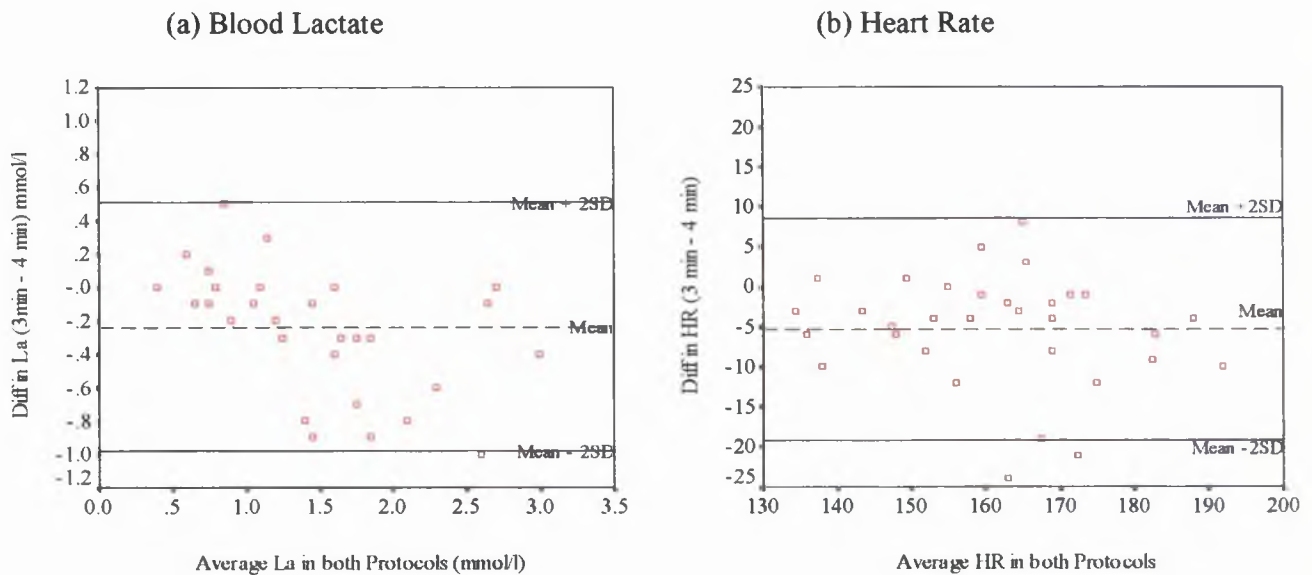 (a) Blood Lactate
Diff in La (3min - 4 min) mmol/l
1.2
1.0
.8
.6
.4
.2
-.0
-.2
-.4
-.6
-.8
-1.0
-1.2
Mean + 2SD
Mean
Mean - 2SD
0.0 .5 1.0 1.5 2.0 2.5 3.0 3.5
Average La in both Protocols (mmol/l)
(b) Heart Rate
Diff in HR (3 min - 4 min)
25
20
15
10
5
0
-5
-10
-15
-20
-25
Mean + 2SD
Mean
Mean - 2SD
130 140 150 160 170 180 190 200
Average HR in both Protocols